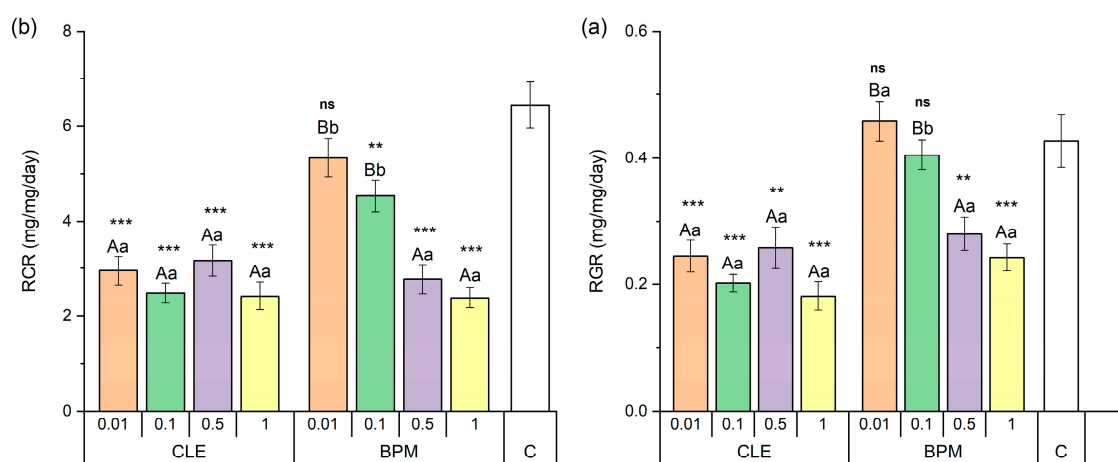 (b)
RCR (mg/mg/day)
8
6
4
2
0
***
Aa
***
Aa
***
Aa
***
Aa
ns
Bb
**
Bb
***
Aa
***
Aa
0.01 0.1 0.5 1 0.01 0.1 0.5 1
CLE BPM C
(a)
RGR (mg/mg/day)
0.6
0.4
0.2
0.0
***
Aa
***
Aa
**
Aa
***
Aa
ns
Ba
ns
Bb
**
Aa
***
Aa
0.01 0.1 0.5 1 0.01 0.1 0.5 1
CLE BPM C